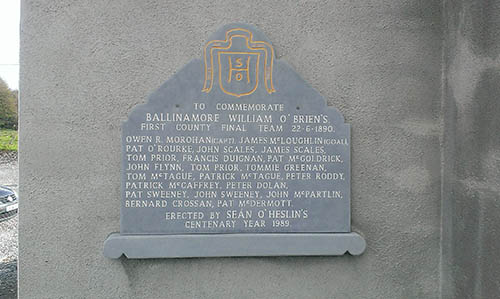 S
H
O
TO COMMEMORATE
BALLINAMORE WILLIAM O'BRIEN'S,
FIRST COUNTY FINAL TEAM 22-6-1890.
OWEN R. MOROHAN(CAPT), JAMES McLOUGHLIN(GOAL),
PAT O'ROURKE, JOHN SCALES, JAMES SCALES,
TOM PRIOR, FRANCIS DUIGNAN, PAT McGOLDRICK,
JOHN FLYNN, TOM PRIOR, TOMMIE GREENAN,
TOM McTAGUE, PATRICK McTAGUE, PETER RODDY,
PATRICK McCAFFREY, PETER DOLAN,
PAT SWEENEY, JOHN SWEENEY, JOHN McPARTLIN,
BERNARD CROSSAN, PAT McDERMOTT.
ERECTED BY SEÁN O'HESLIN'S
CENTENARY YEAR 1989.